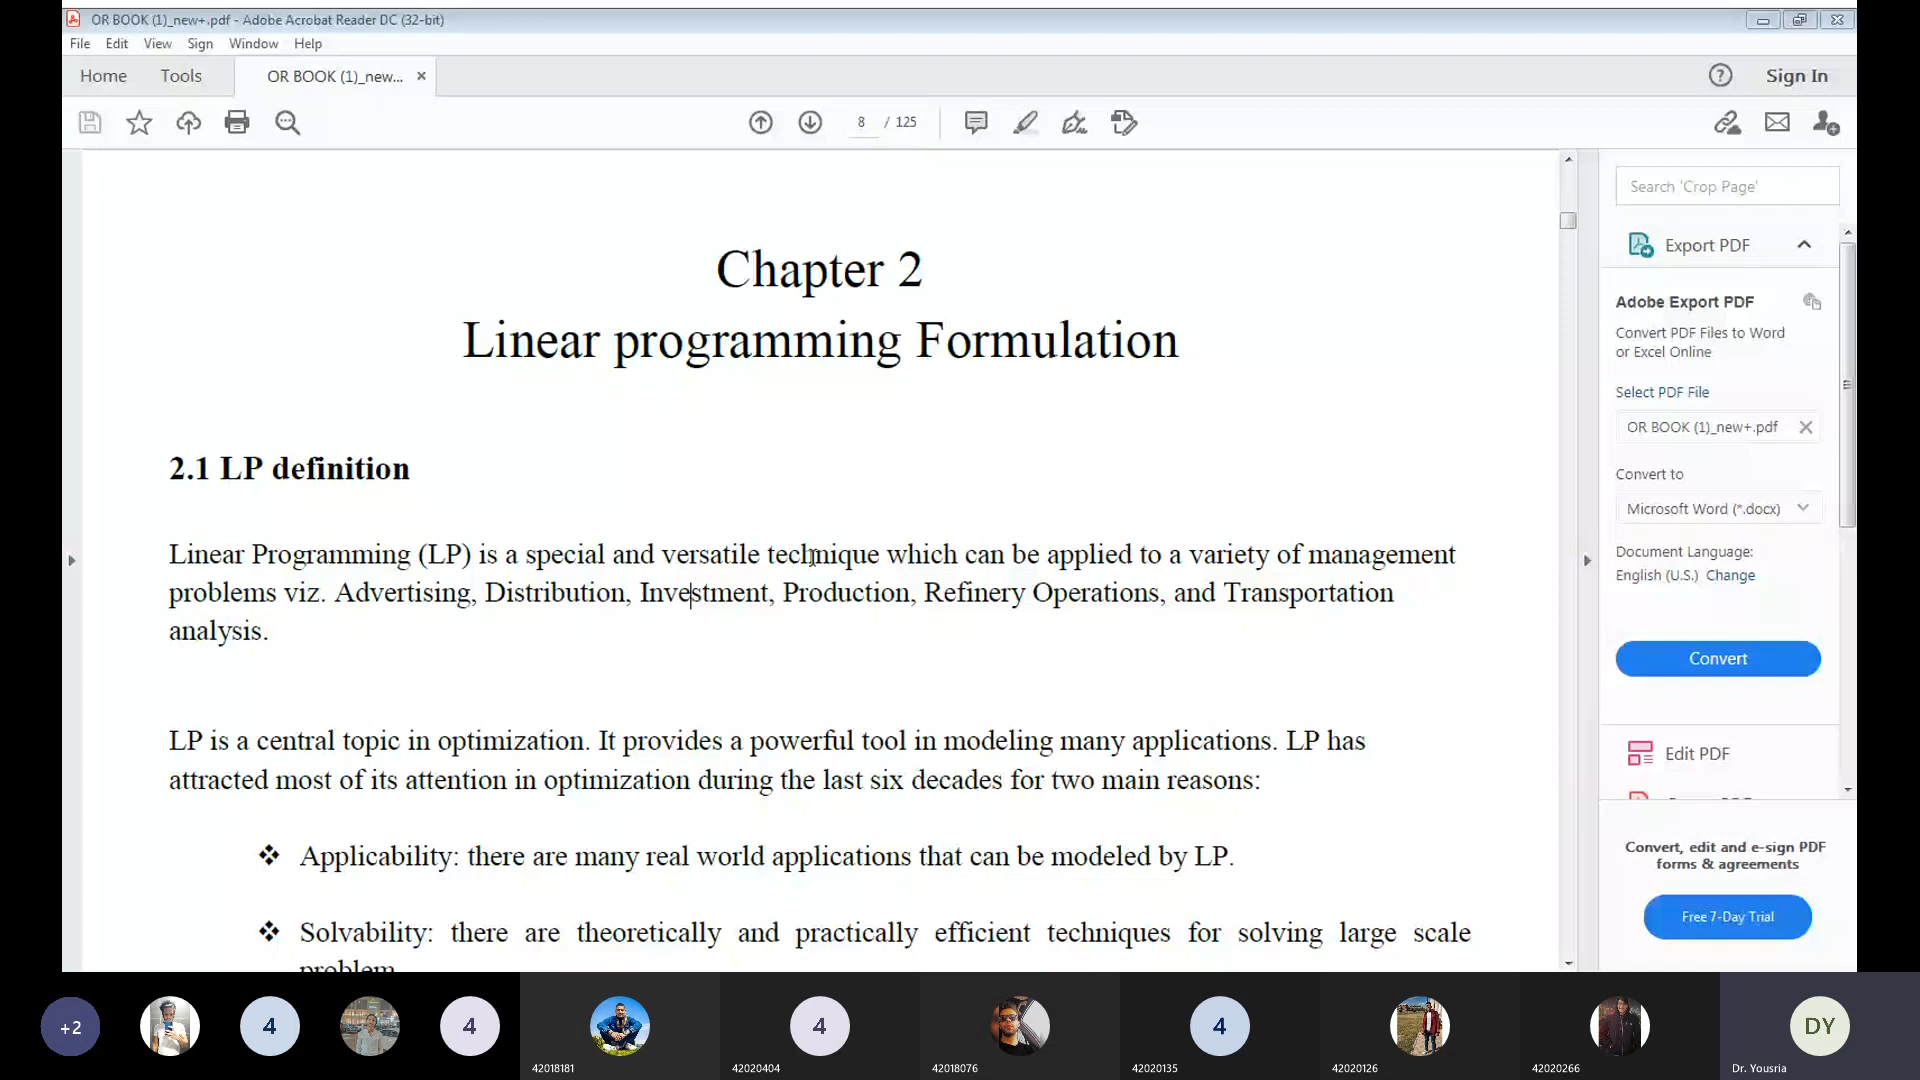 OR BOOK (1)_new+.pdf - Adobe Acrobat Reader DC (32-bit)
File Edit View Sign Window Help
Home Tools OR BOOK (1)_new... × Sign In
8 / 125
Search 'Crop Page'
Export PDF
Adobe Export PDF
Convert PDF Files to Word
or Excel Online
Select PDF File
OR BOOK (1)_new+.pdf
Convert to
Microsoft Word (*.docx)
Document Language:
English (U.S.) Change
Convert
Edit PDF
Convert, edit and e-sign PDF
forms & agreements
Free 7-Day Trial
Chapter 2
Linear programming Formulation
2.1 LP definition
Linear Programming (LP) is a special and versatile technique which can be applied to a variety of management
problems viz. Advertising, Distribution, Investment, Production, Refinery Operations, and Transportation
analysis.
LP is a central topic in optimization. It provides a powerful tool in modeling many applications. LP has
attracted most of its attention in optimization during the last six decades for two main reasons:
❖ Applicability: there are many real world applications that can be modeled by LP.
❖ Solvability: there are theoretically and practically efficient techniques for solving large scale
problem
+2 4 4 4 4 DY
42018181 42020404 42018076 42020135 42020126 42020266 Dr. Yousria